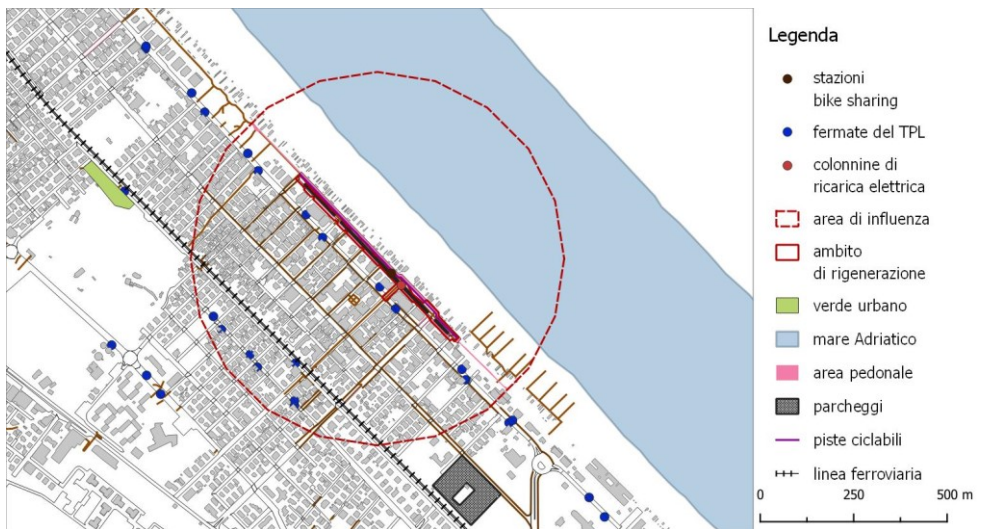 Legenda
stazioni
bike sharing
fermate del TPL
colonnine di
ricarica elettrica
area di influenza
ambito
di rigenerazione
verde urbano
mare Adriatico
area pedonale
parcheggi
piste ciclabili
linea ferroviaria
0 250 500 m